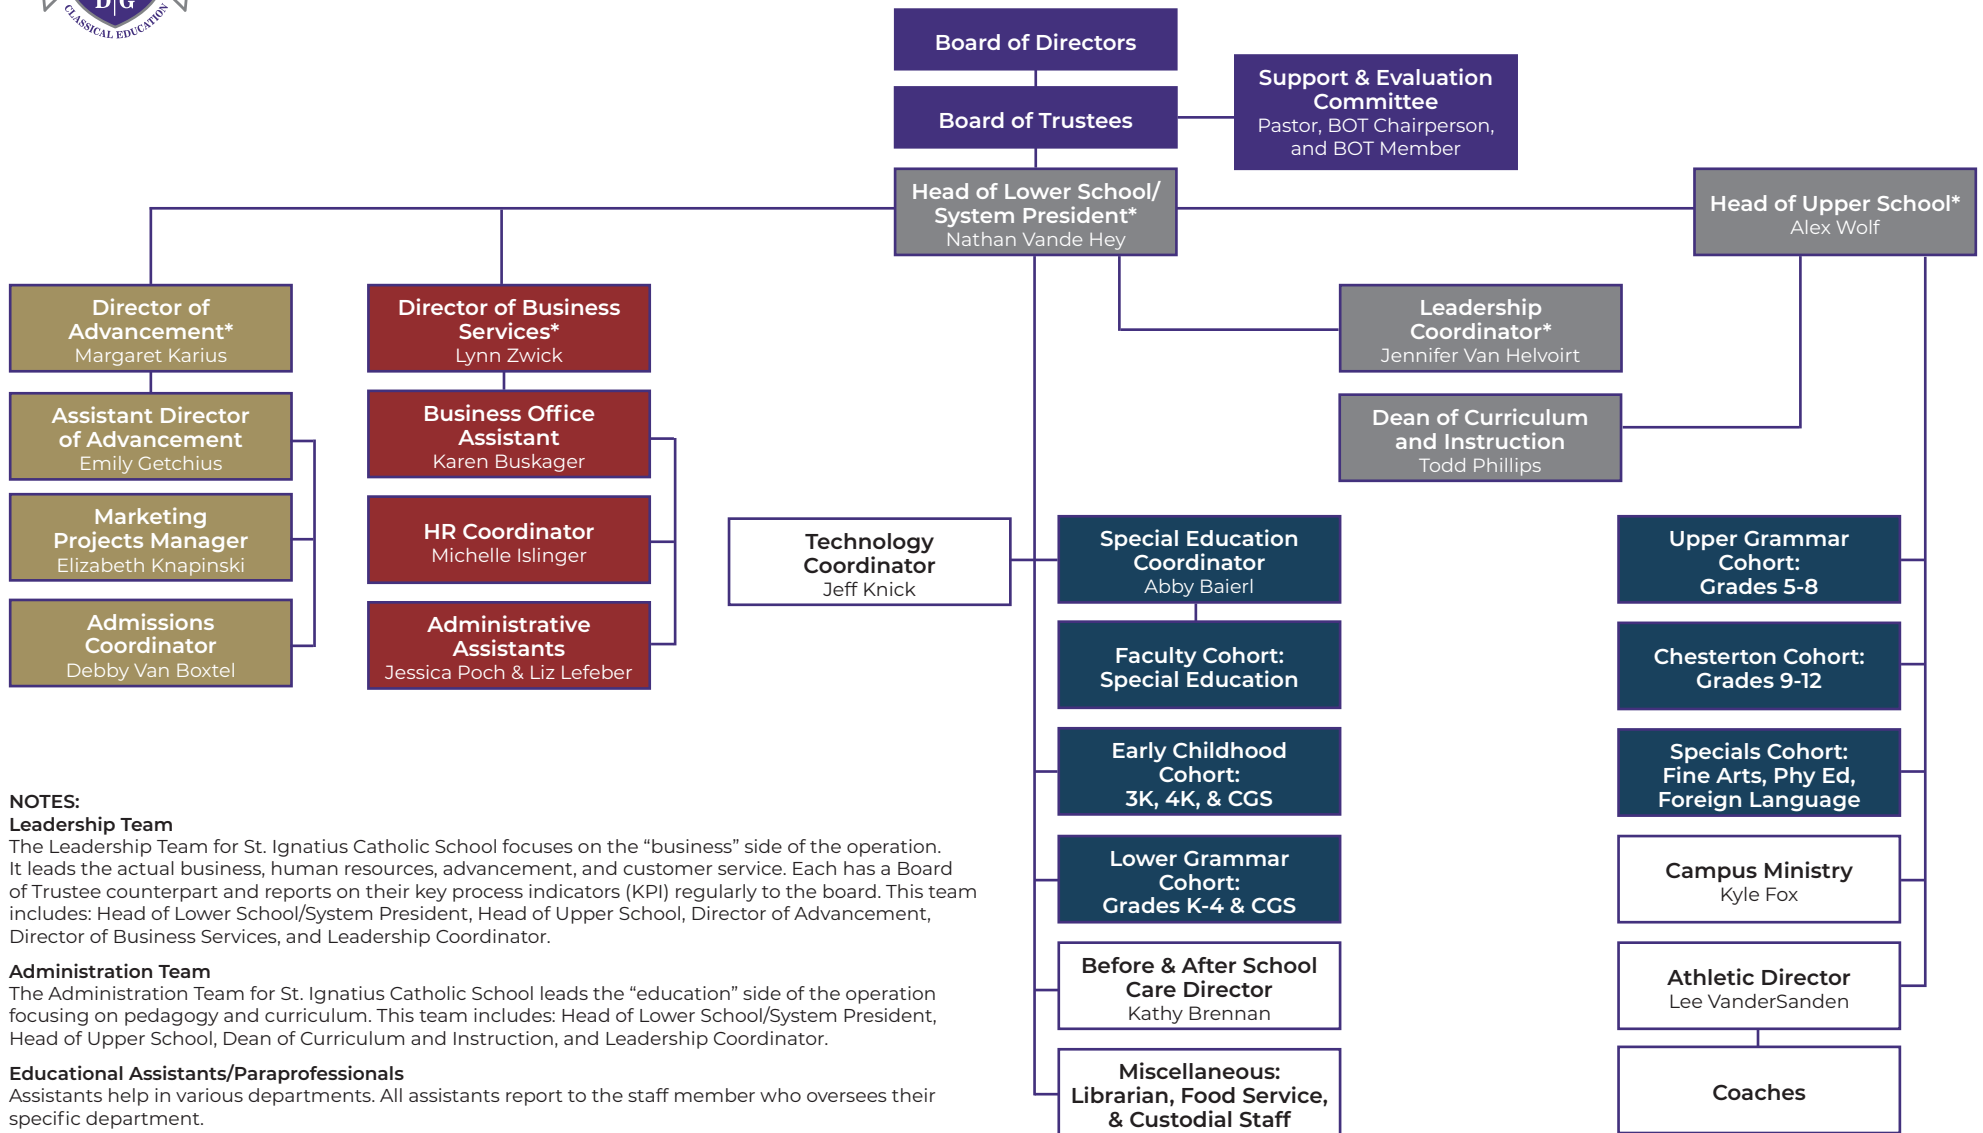 D|G
CLASSICAL EDUCATION
Board of Directors
Board of Trustees
Support & Evaluation
Committee
Pastor, BOT Chairperson,
and BOT Member
Head of Lower School/
System President*
Nathan Vande Hey
Head of Upper School*
Alex Wolf
Director of
Advancement*
Margaret Karius
Director of Business
Services*
Lynn Zwick
Leadership
Coordinator*
Jennifer Van Helvoirt
Assistant Director
of Advancement
Emily Getchius
Business Office
Assistant
Karen Buskager
Dean of Curriculum
and Instruction
Todd Phillips
Marketing
Projects Manager
Elizabeth Knapinski
HR Coordinator
Michelle Islinger
Technology
Coordinator
Jeff Knick
Special Education
Coordinator
Abby Baierl
Upper Grammar
Cohort:
Grades 5-8
Admissions
Coordinator
Debby Van Boxtel
Administrative
Assistants
Jessica Poch & Liz Lefeber
Faculty Cohort:
Special Education
Chesterton Cohort:
Grades 9-12
Early Childhood
Cohort:
3K, 4K, & CGS
Specials Cohort:
Fine Arts, Phy Ed,
Foreign Language
Lower Grammar
Cohort:
Grades K-4 & CGS
Campus Ministry
Kyle Fox
Before & After School
Care Director
Kathy Brennan
Athletic Director
Lee VanderSanden
Miscellaneous:
Librarian, Food Service,
& Custodial Staff
Coaches
NOTES:
Leadership Team
The Leadership Team for St. Ignatius Catholic School focuses on the “business” side of the operation.
It leads the actual business, human resources, advancement, and customer service. Each has a Board
of Trustee counterpart and reports on their key process indicators (KPI) regularly to the board. This team
includes: Head of Lower School/System President, Head of Upper School, Director of Advancement,
Director of Business Services, and Leadership Coordinator.
Administration Team
The Administration Team for St. Ignatius Catholic School leads the “education” side of the operation
focusing on pedagogy and curriculum. This team includes: Head of Lower School/System President,
Head of Upper School, Dean of Curriculum and Instruction, and Leadership Coordinator.
Educational Assistants/Paraprofessionals
Assistants help in various departments. All assistants report to the staff member who oversees their
specific department.